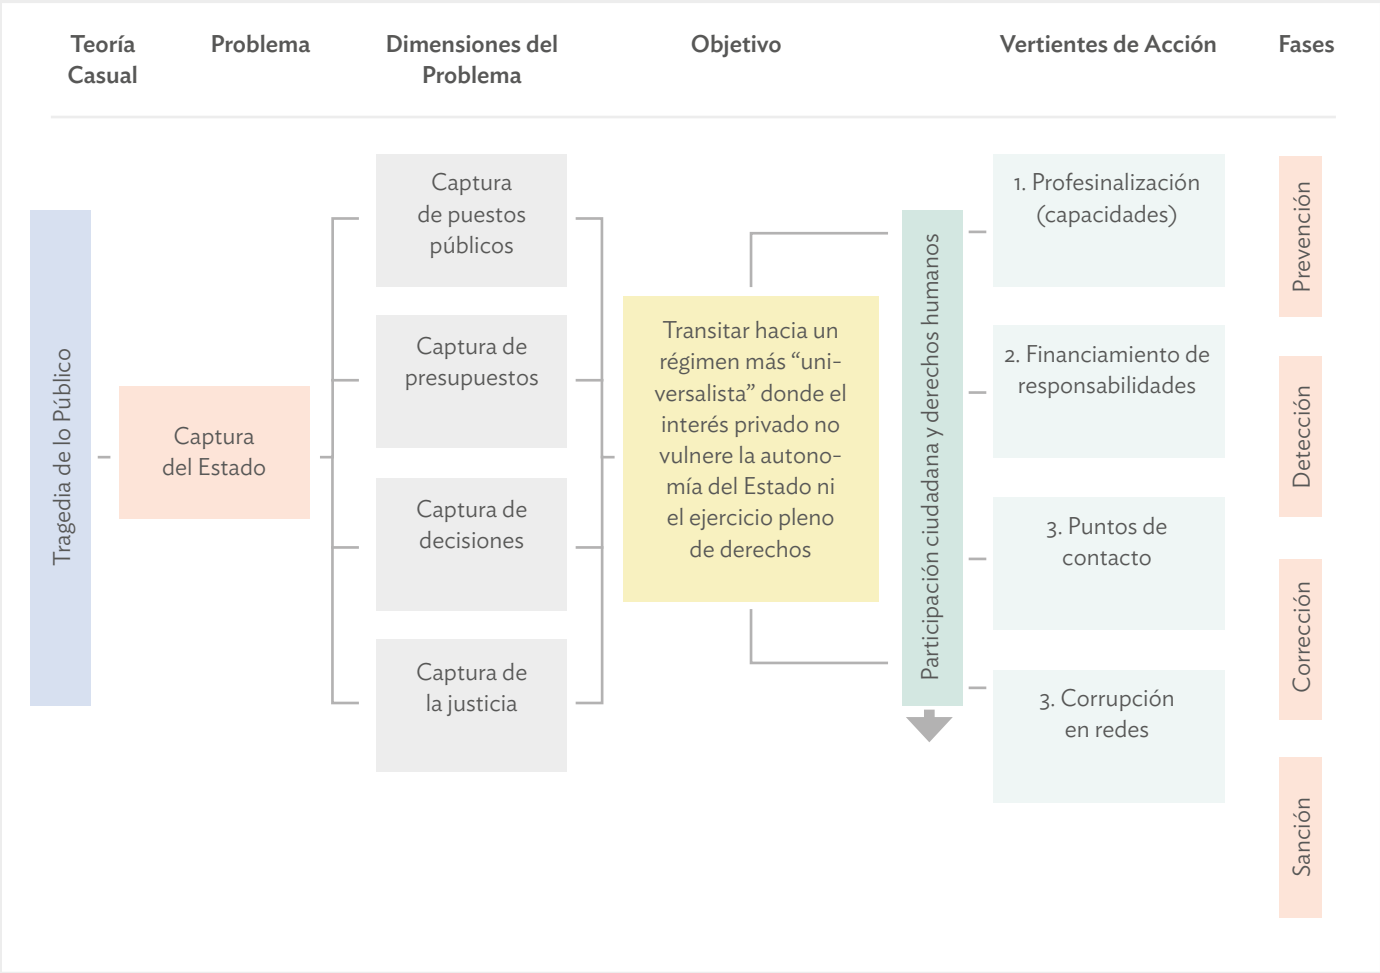 Teoría
Casual
Problema
Dimensiones del
Problema
Objetivo
Vertientes de Acción
Fases
Tragedia de lo Público
Captura
del Estado
Captura
de puestos
públicos
Captura de
presupuestos
Captura de
decisiones
Captura de
la justicia
Transitar hacia un
régimen más “uni-
versalista” donde el
interés privado no
vulnere la autono-
mía del Estado ni
el ejercicio pleno
de derechos
Participación ciudadana y derechos humanos
1. Profesinalización
(capacidades)
2. Financiamiento de
responsabilidades
3. Puntos de
contacto
3. Corrupción
en redes
Prevención
Detección
Corrección
Sanción